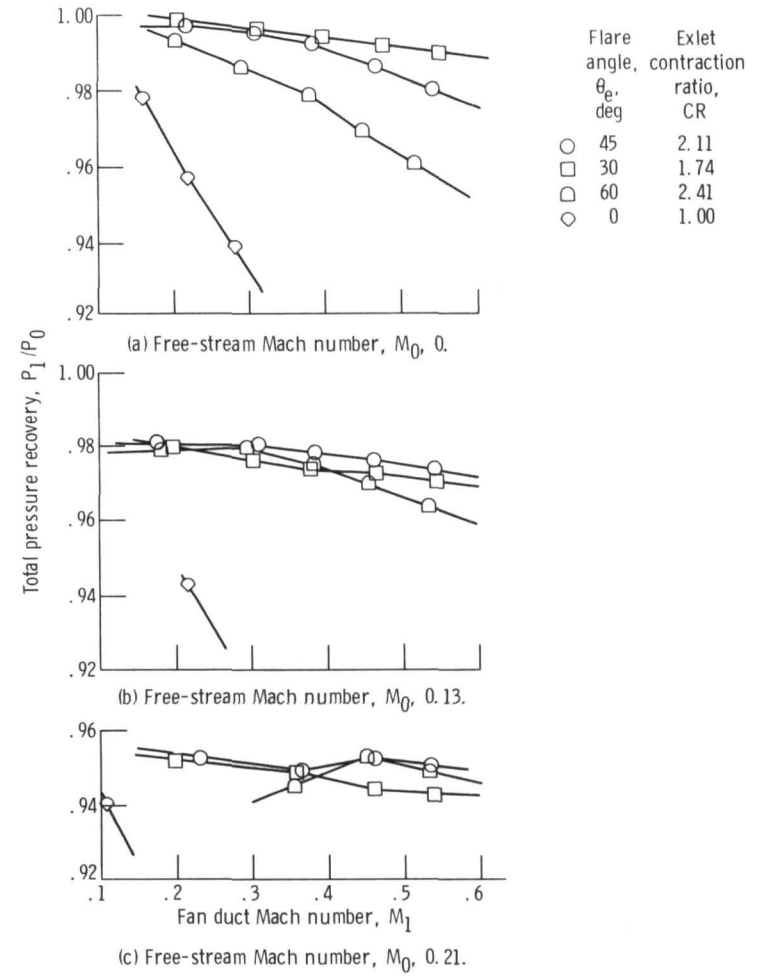 1.00
.98
.96
.94
.92
Flare Exlet
angle, contraction
θe, ratio,
deg CR
45 2.11
30 1.74
60 2.41
0 1.00
(a) Free-stream Mach number, M0, 0.
Total pressure recovery, P1/P0
1.00
.98
.96
.94
.92
(b) Free-stream Mach number, M0, 0.13.
.96
.94
.92
.1 .2 .3 .4 .5 .6
Fan duct Mach number, M1
(c) Free-stream Mach number, M0, 0.21.